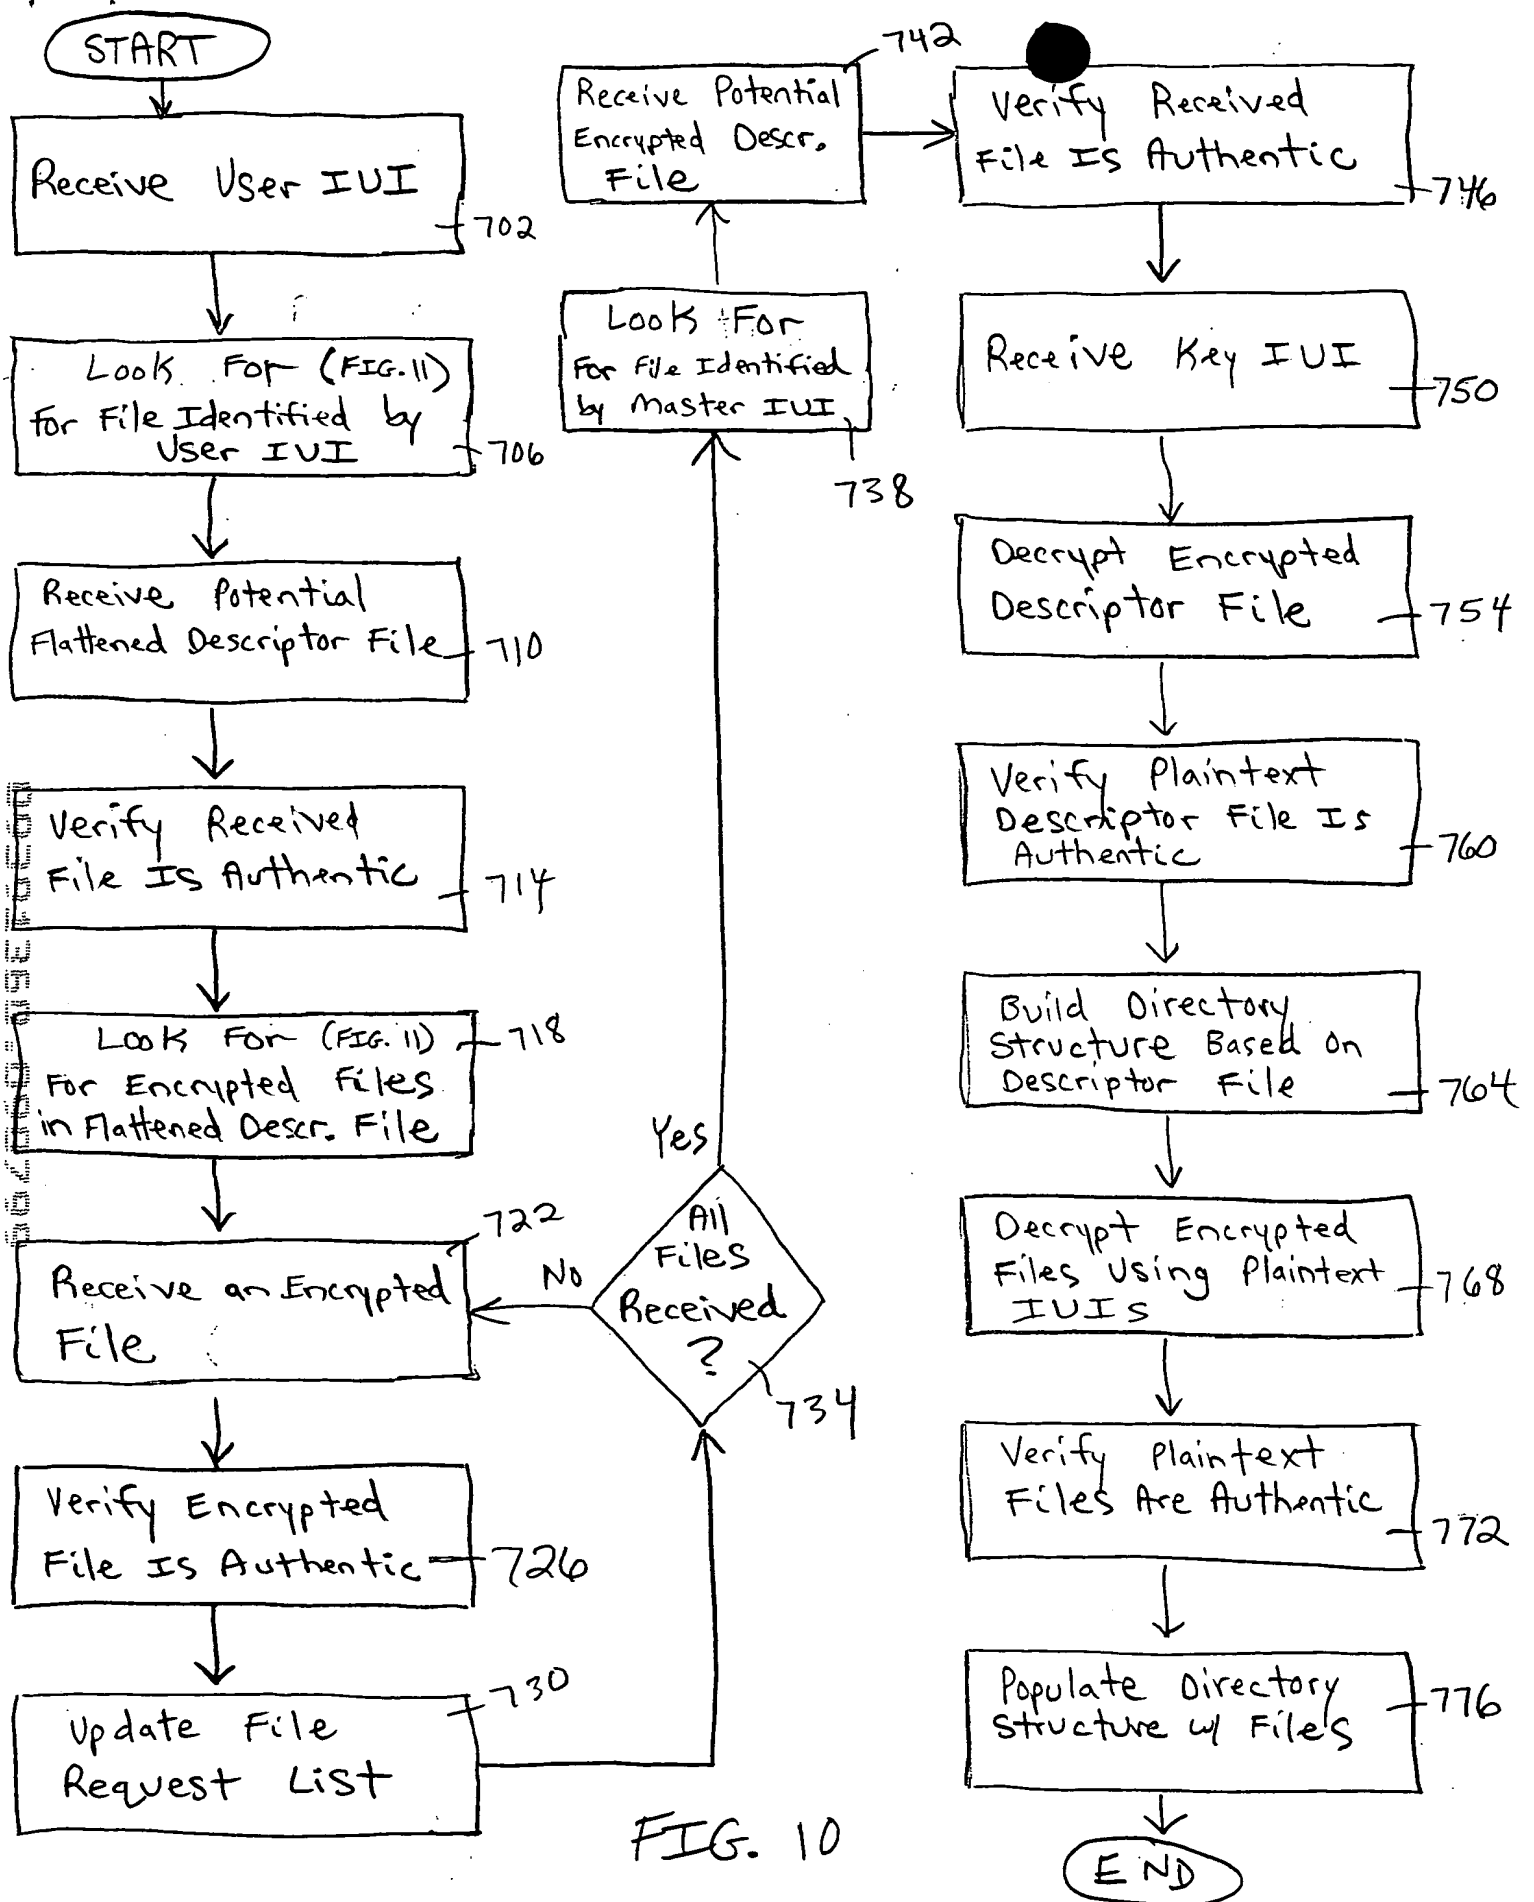 START
Receive User IUI
702
Look For (FIG. 11)
for File Identified by
User IUI
706
Receive Potential
Flattened Descriptor File
710
Verify Received
File Is Authentic
714
Look For (FIG. 11)
718
For Encrypted Files
in Flattened Descr. File
722
Receive an Encrypted
File
Verify Encrypted
File Is Authentic
726
730
Update File
Request List
All
Files
Received
?
734
No
Yes
Look For
For File Identified
by Master IUI
738
742
Receive Potential
Encrypted Descr.
File
Verify Received
File Is Authentic
746
Receive Key IUI
750
Decrypt Encrypted
Descriptor File
754
Verify Plaintext
Descriptor File Is
Authentic
760
Build Directory
Structure Based On
Descriptor File
764
Decrypt Encrypted
Files Using Plaintext
IUIs
768
Verify Plaintext
Files Are Authentic
772
Populate Directory
Structure w/ Files
776
END
FIG. 10